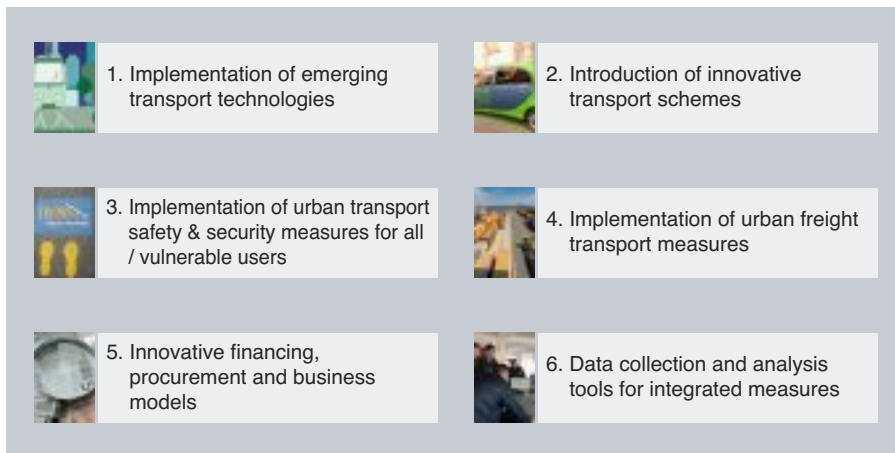 1. Implementation of emerging
transport technologies
2. Introduction of innovative
transport schemes
3. Implementation of urban transport
safety & security measures for all
/ vulnerable users
4. Implementation of urban freight
transport measures
5. Innovative financing,
procurement and business
models
6. Data collection and analysis
tools for integrated measures